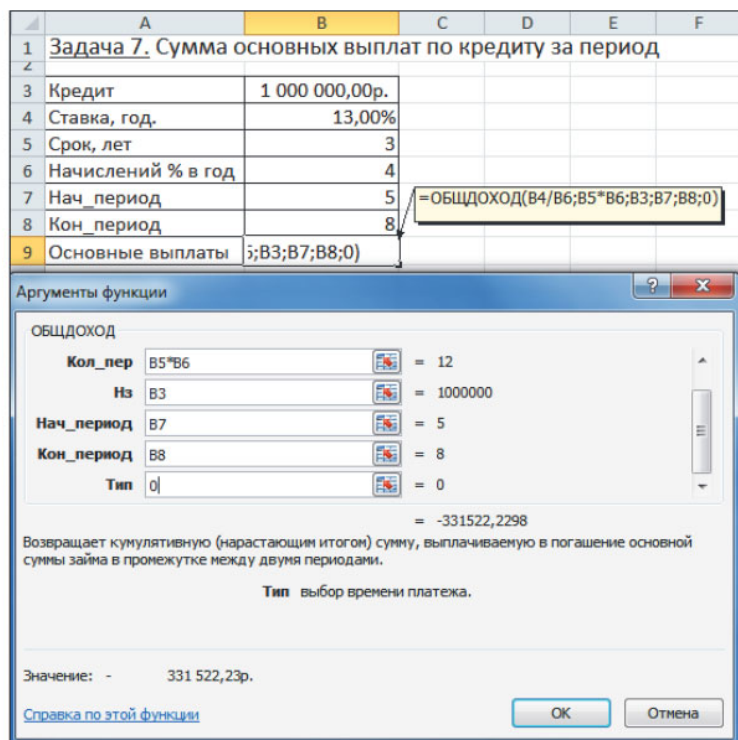 A B C D E F
1 Задача 7. Сумма основных выплат по кредиту за период
2
3 Кредит 1 000 000,00р.
4 Ставка, год. 13,00%
5 Срок, лет 3
6 Начислений % в год 4
7 Нач_период 5
=ОБЩДОХОД(B4/B6;B5*B6;B3;B7;B8;0)
8 Кон_период 8
9 Основные выплаты ;B3;B7;B8;0)
Аргументы функции
ОБЩДОХОД
Кол_пер B5*B6 = 12
Нз B3 = 1000000
Нач_период B7 = 5
Кон_период B8 = 8
Тип 0 = 0
= -331522,2298
Возвращает кумулятивную (нарастающим итогом) сумму, выплачиваемую в погашение основной
суммы займа в промежутке между двумя периодами.
Тип выбор времени платежа.
Значение: - 331 522,23р.
Справка по этой функции ОК Отмена